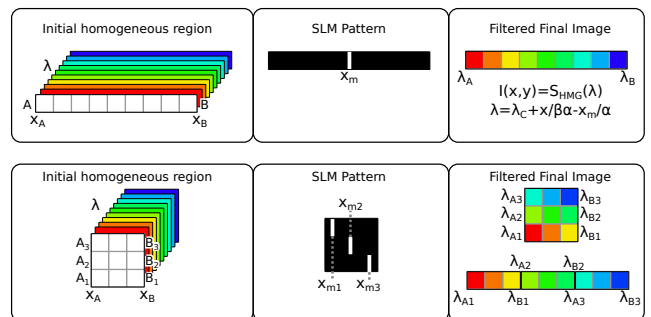 Initial homogeneous region
λ
A
B
x_A
x_B
SLM Pattern
x_m
Filtered Final Image
λ_A
λ_B
I(x,y)=S_HMG(λ)
λ=λ_C+x/βα-x_m/α
Initial homogeneous region
λ
A_3
B_3
A_2
B_2
A_1
B_1
x_A
x_B
SLM Pattern
x_m2
x_m1
x_m3
Filtered Final Image
λ_A3
λ_B3
λ_A2
λ_B2
λ_A1
λ_B1
λ_A2
λ_B2
λ_A1
λ_B1
λ_A3
λ_B3